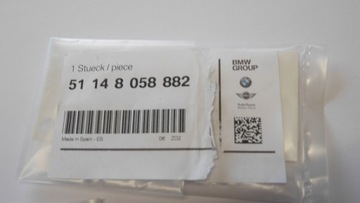 1 Stueck / piece
51 14 8 058 882
Made in Spain - ES
BMW
GROUP